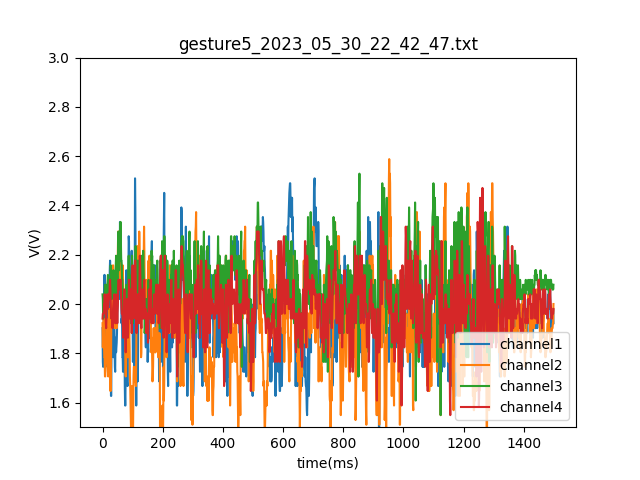 gesture5_2023_05_30_22_42_47.txt
3.0
2.8
2.6
2.4
2.2
2.0
1.8
1.6
V(V)
channel1
channel2
channel3
channel4
0 200 400 600 800 1000 1200 1400
time(ms)